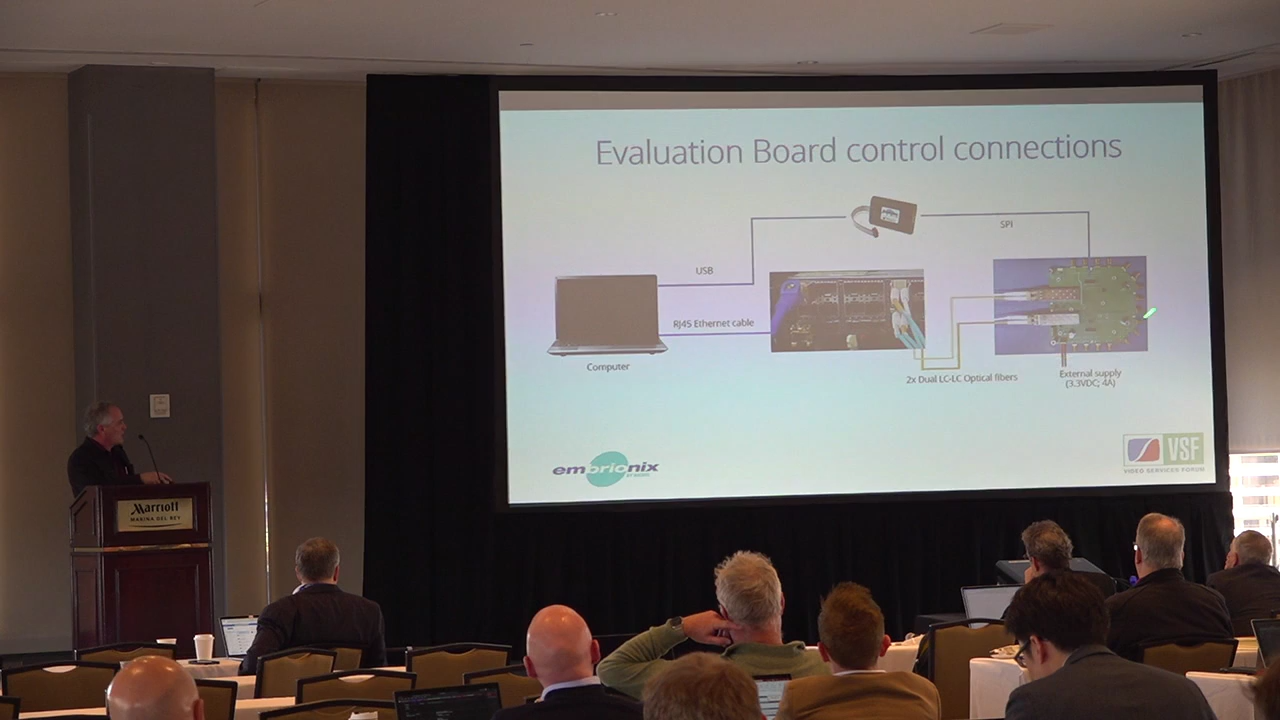 Evaluation Board control connections
SPI
USB
RJ45 Ethernet cable
Computer
2x Dual LC-LC Optical fibers
External supply
(3.3VDC; 4A)
embrionix
VSF
VIDEO SERVICES FORUM
Marriott
MARINA DEL REY